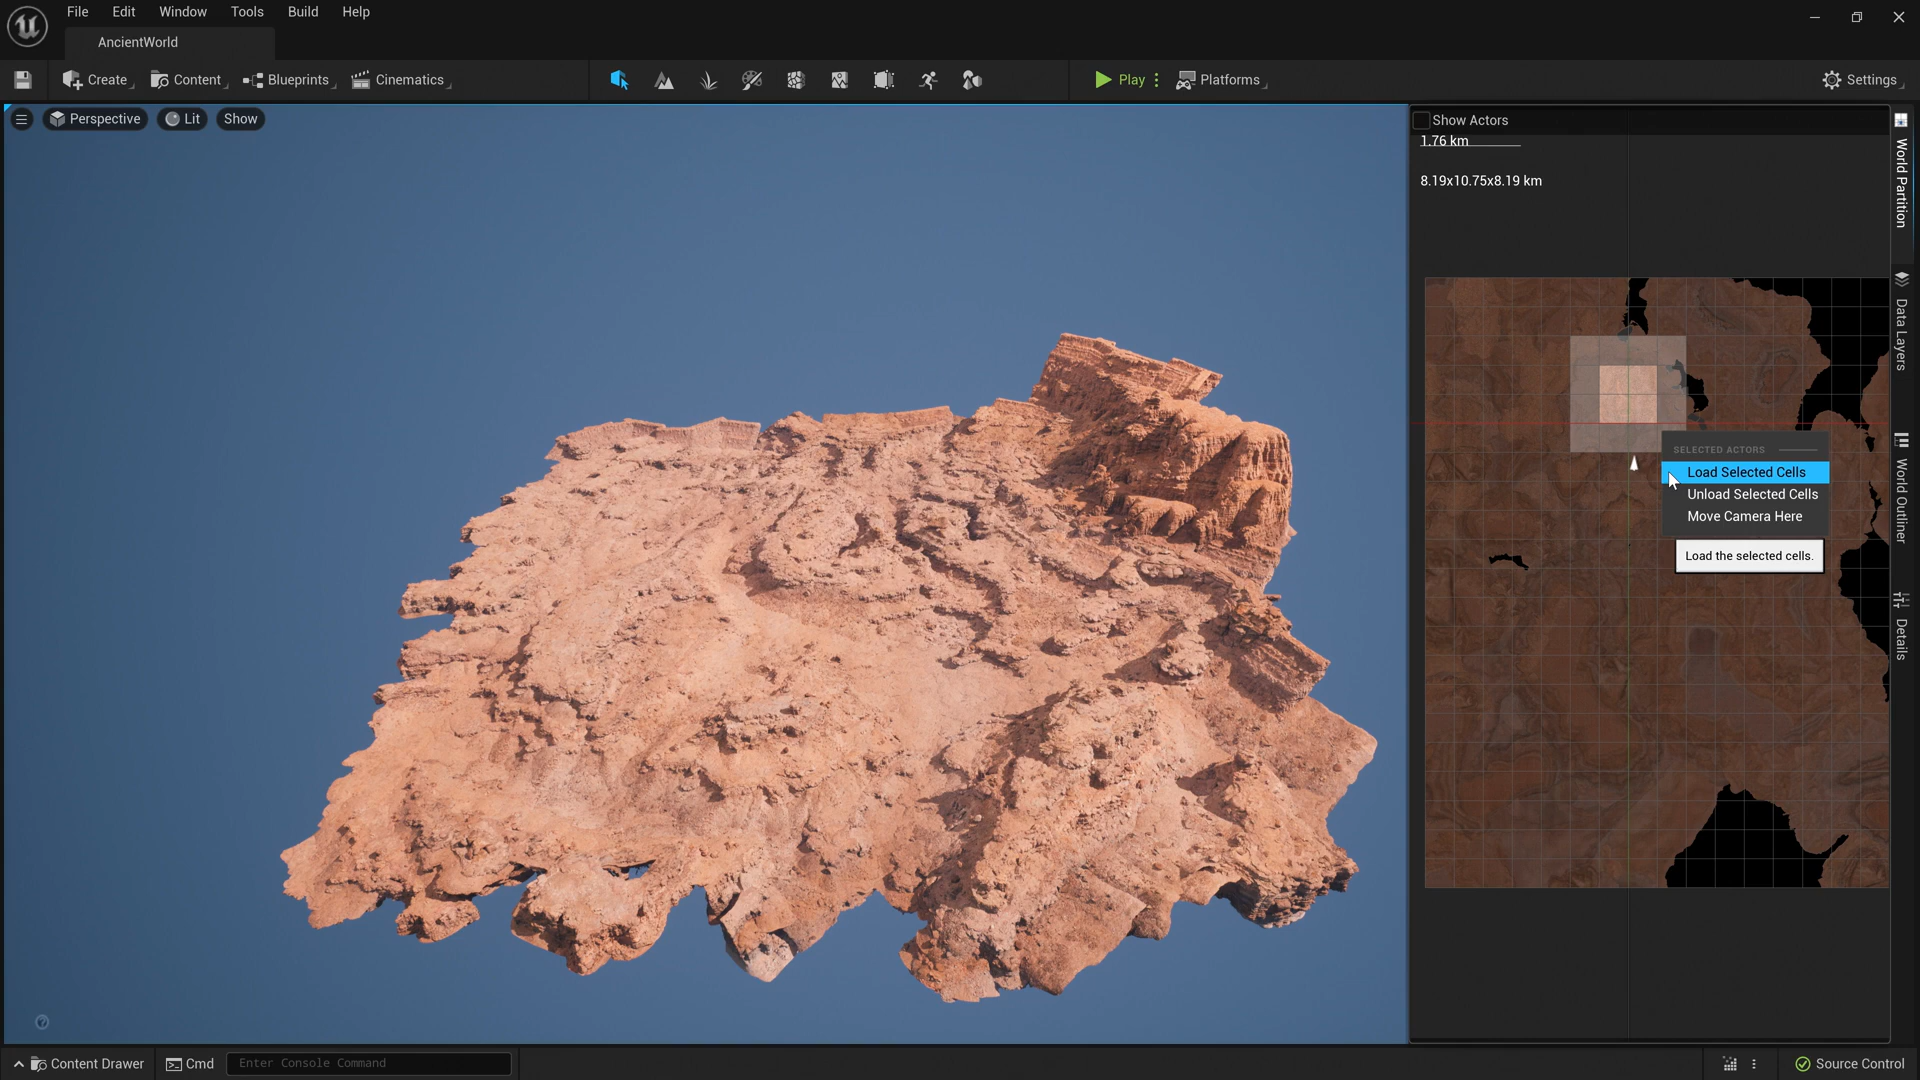 File Edit Window Tools Build Help
AncientWorld
Create Content Blueprints Cinematics Play Platforms Settings
Perspective Lit Show
Show Actors
1.76 km
8.19x10.75x8.19 km
World Partition
Data Layers
World Outliner
Details
SELECTED ACTORS
Load Selected Cells
Unload Selected Cells
Move Camera Here
Load the selected cells.
Content Drawer Cmd Enter Console Command Source Control